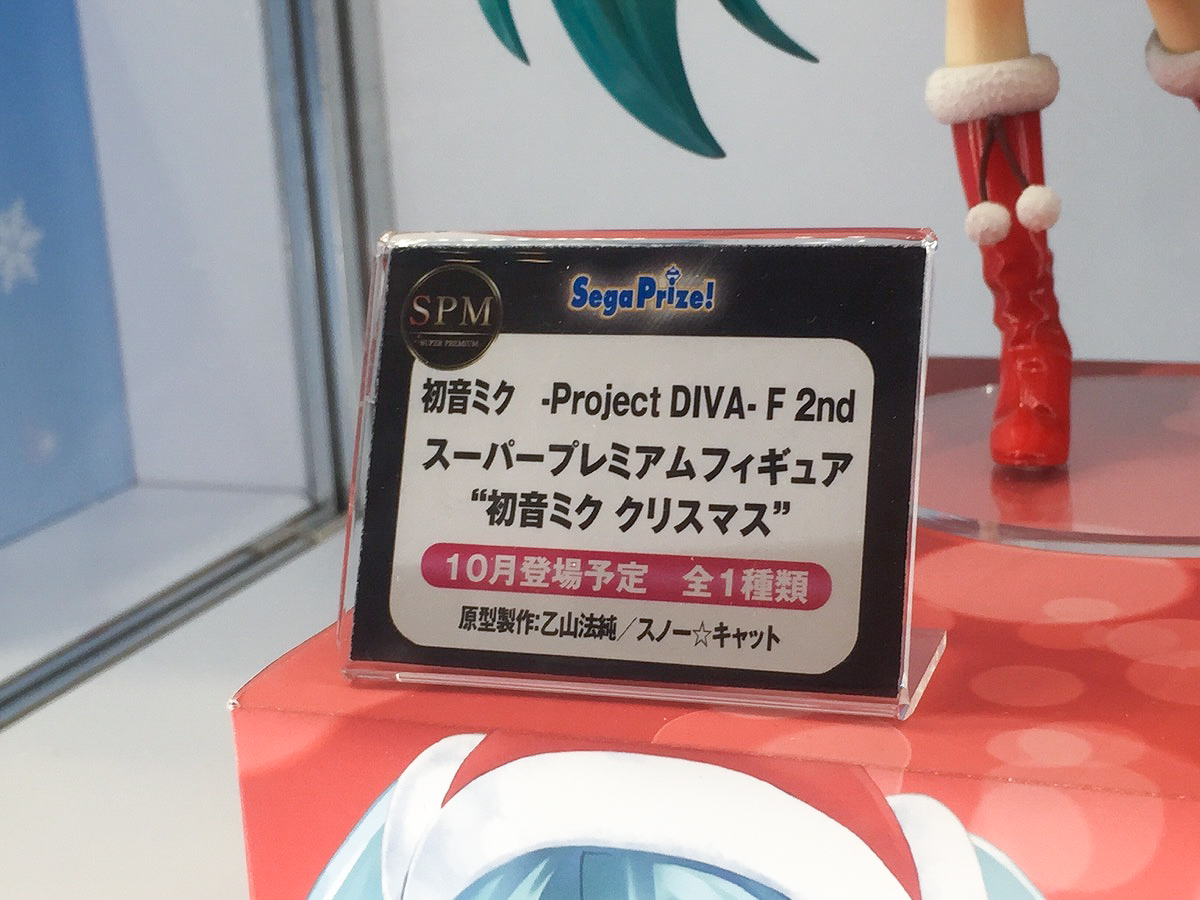 SPM
SUPER PREMIUM
SegaPrize!
初音ミク -Project DIVA- F 2nd
スーパープレミアムフィギュア
“初音ミク クリスマス”
10月登場予定 全1種類
原型製作:乙山法純／スノー☆キャット